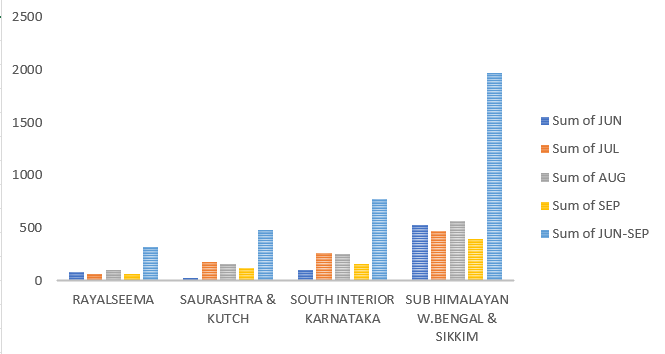 2500
2000
1500
1000
500
0
RAYALSEEMA
SAURASHTRA &
KUTCH
SOUTH INTERIOR
KARNATAKA
SUB HIMALAYAN
W.BENGAL &
SIKKIM
Sum of JUN
Sum of JUL
Sum of AUG
Sum of SEP
Sum of JUN-SEP